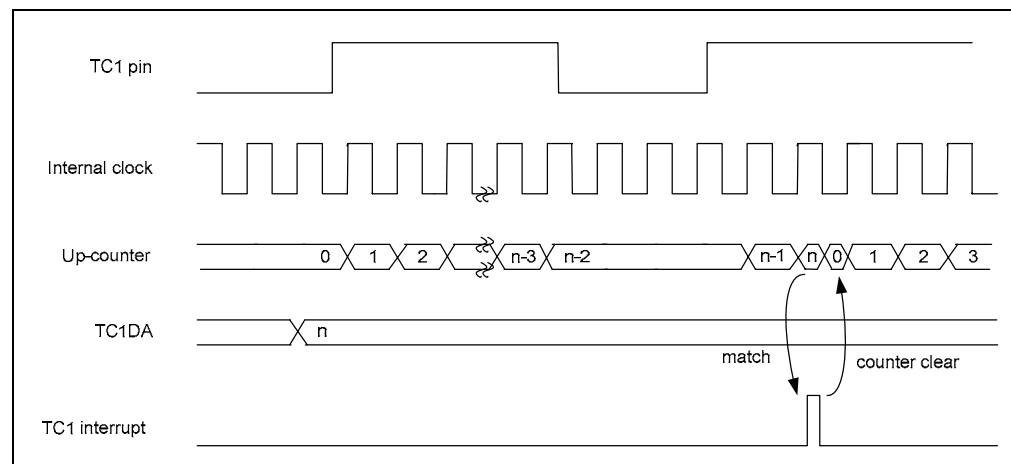 TC1 pin
Internal clock
Up-counter 0 1 2 n-3 n-2 n-1 n 0 1 2 3
TC1DA n
match counter clear
TC1 interrupt